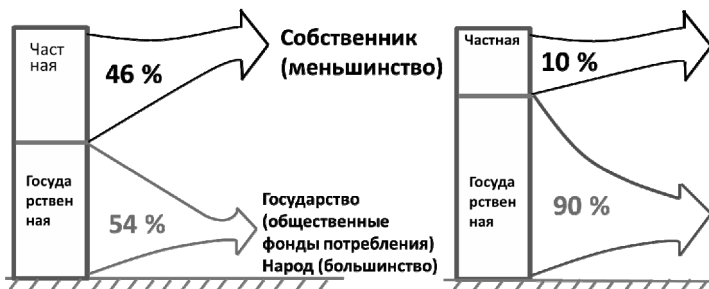 Част
ная
46 %
Собственник
(меньшинство)
Госуда
рствен
ная
54 %
Государство
(общественные
фонды потребления)
Народ (большинство)
Частная
10 %
Госуда
рствен
ная
90 %